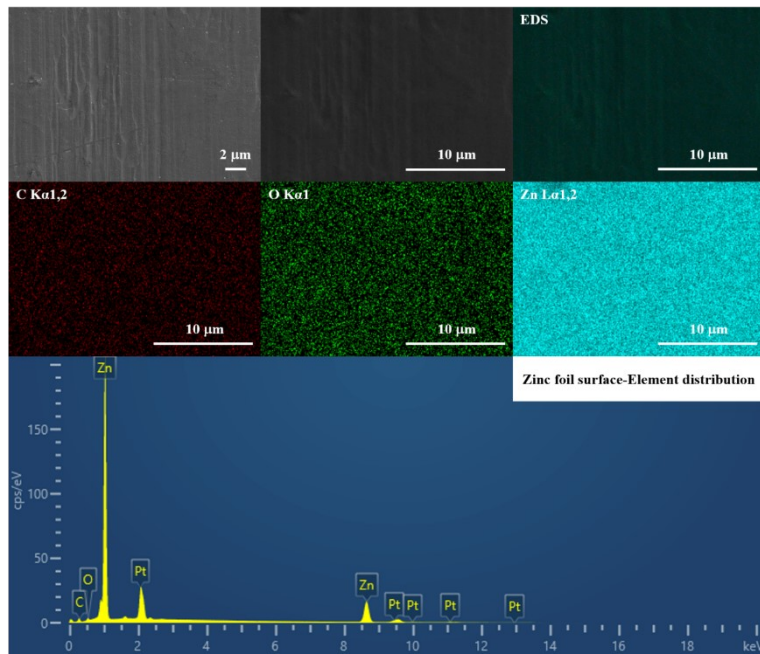 EDS
2 μm
10 μm
10 μm
C Kα1,2
O Kα1
Zn Lα1,2
10 μm
10 μm
10 μm
Zinc foil surface-Element distribution
Zn
150
100
cps/eV
50
O
Pt
C
Zn
Pt
Pt
Pt
Pt
0
0
2
4
6
8
10
12
14
16
18
keV